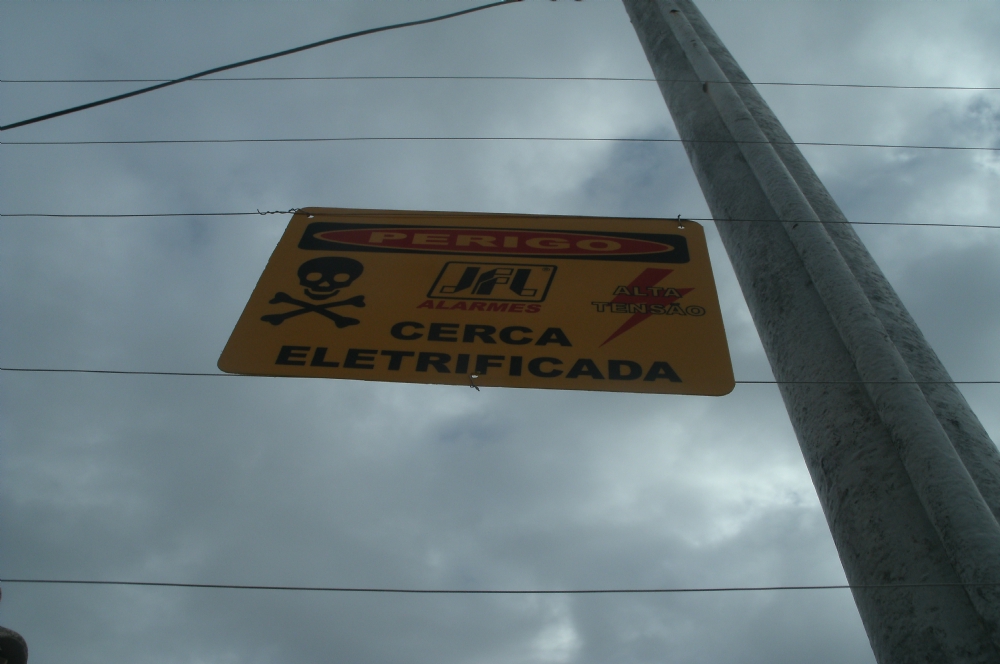 PERIGO
JFL
ALARMES
ALTA
TENSÃO
CERCA
ELETRIFICADA